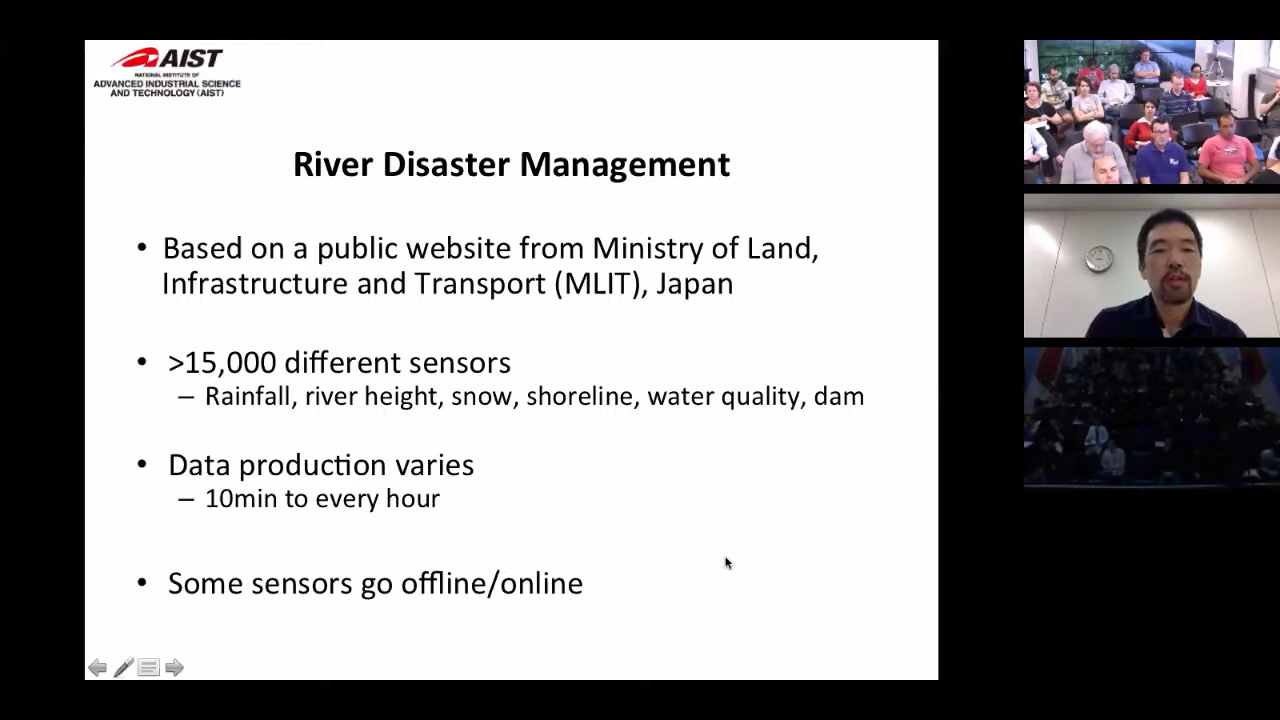 AIST
NATIONAL INSTITUTE OF
ADVANCED INDUSTRIAL SCIENCE
AND TECHNOLOGY (AIST)
River Disaster Management
• Based on a public website from Ministry of Land,
Infrastructure and Transport (MLIT), Japan
• >15,000 different sensors
– Rainfall, river height, snow, shoreline, water quality, dam
• Data production varies
– 10min to every hour
• Some sensors go offline/online